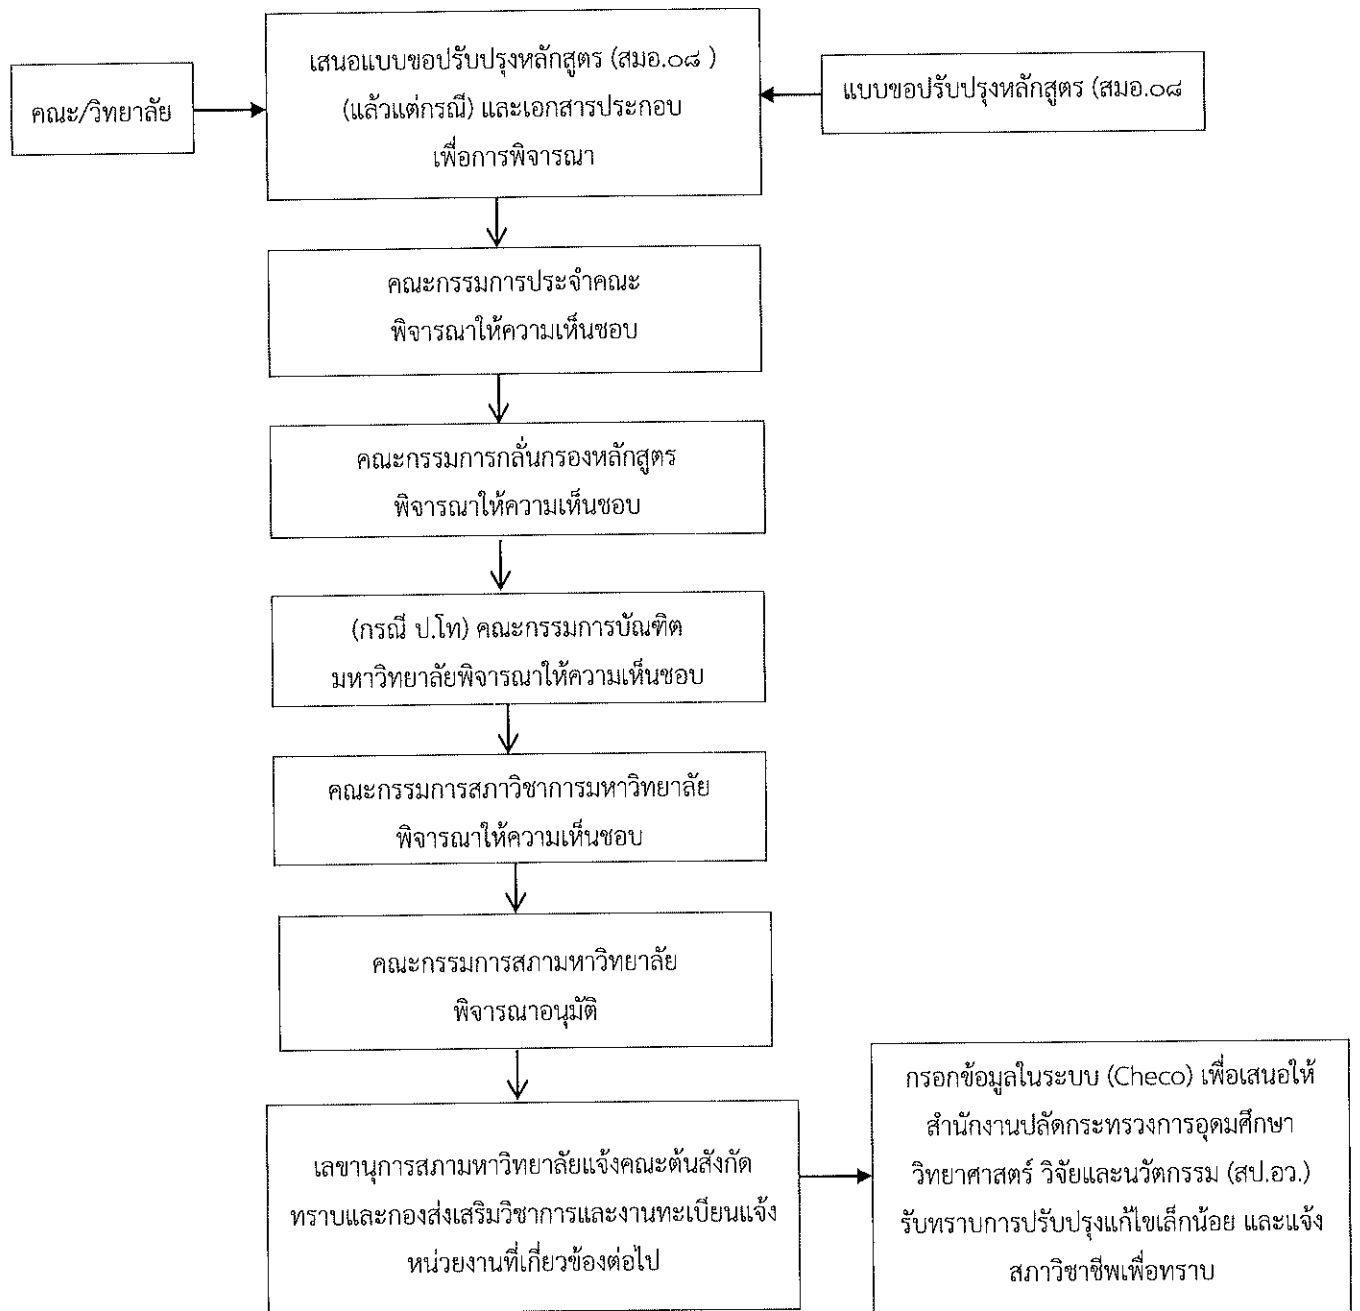 คณะ/วิทยาลัย
เสนอแบบขอปรับปรุงหลักสูตร (สมอ.๐๘ )
(แล้วแต่กรณี) และเอกสารประกอบ
เพื่อการพิจารณา
แบบขอปรับปรุงหลักสูตร (สมอ.๐๘
คณะกรรมการประจำคณะ
พิจารณาให้ความเห็นชอบ
คณะกรรมการกลั่นกรองหลักสูตร
พิจารณาให้ความเห็นชอบ
(กรณี ป.โท) คณะกรรมการบัณฑิต
มหาวิทยาลัยพิจารณาให้ความเห็นชอบ
คณะกรรมการสภาวิชาการมหาวิทยาลัย
พิจารณาให้ความเห็นชอบ
คณะกรรมการสภามหาวิทยาลัย
พิจารณาอนุมัติ
เลขานุการสภามหาวิทยาลัยแจ้งคณะต้นสังกัด
ทราบและกองส่งเสริมวิชาการและงานทะเบียนแจ้ง
หน่วยงานที่เกี่ยวข้องต่อไป
กรอกข้อมูลในระบบ (Checo) เพื่อเสนอให้
สำนักงานปลัดกระทรวงการอุดมศึกษา
วิทยาศาสตร์ วิจัยและนวัตกรรม (สป.อว.)
รับทราบการปรับปรุงแก้ไขเล็กน้อย และแจ้ง
สภาวิชาชีพเพื่อทราบ